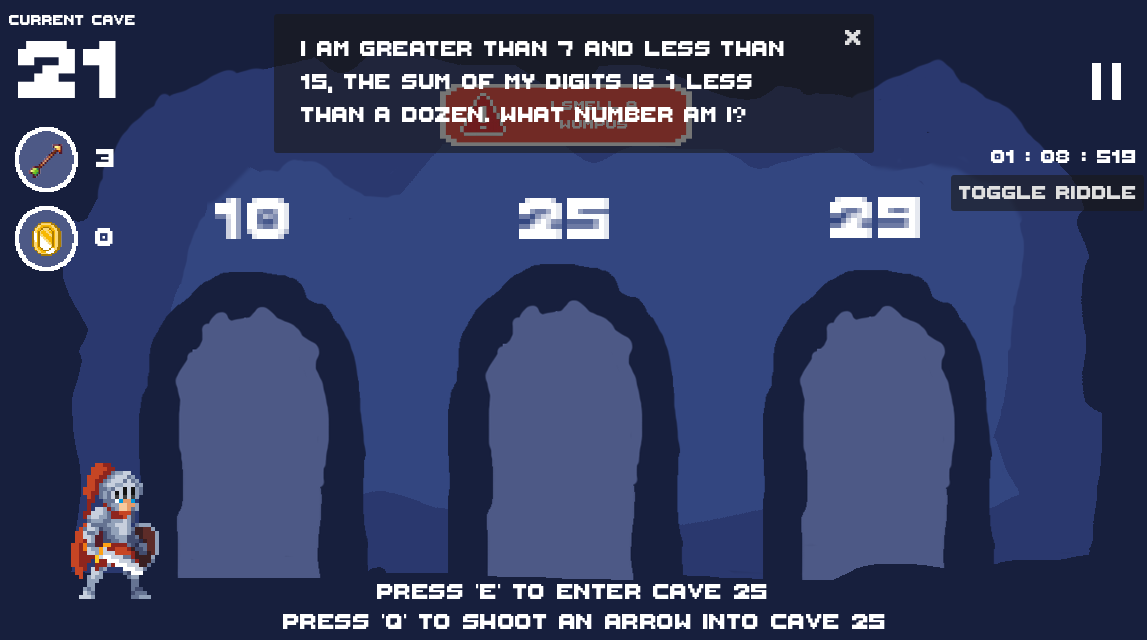 CURRENT CAVE
21
I AM GREATER THAN 7 AND LESS THAN
15, THE SUM OF MY DIGITS IS 1 LESS
THAN A DOZEN. WHAT NUMBER AM I?
X
I SMELL A
WUMPUS
3
0
01 : 08 : 519
TOGGLE RIDDLE
10
25
29
PRESS 'E' TO ENTER CAVE 25
PRESS 'Q' TO SHOOT AN ARROW INTO CAVE 25